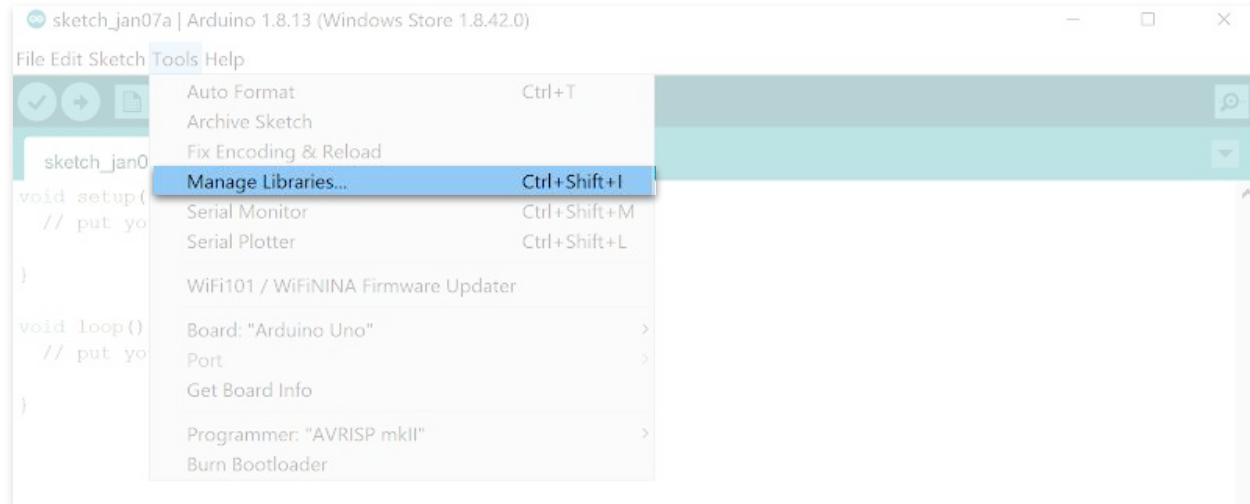 sketch_jan07a | Arduino 1.8.13 (Windows Store 1.8.42.0)
File Edit Sketch Tools Help
Auto Format Ctrl+T
Archive Sketch
Fix Encoding & Reload
sketch_jan0
Manage Libraries... Ctrl+Shift+I
void setup(
Serial Monitor Ctrl+Shift+M
// put yo
Serial Plotter Ctrl+Shift+L
}
WiFi101 / WiFiNINA Firmware Updater
void loop()
Board: "Arduino Uno"
// put yo
Port
Get Board Info
}
Programmer: "AVRISP mkII"
Burn Bootloader